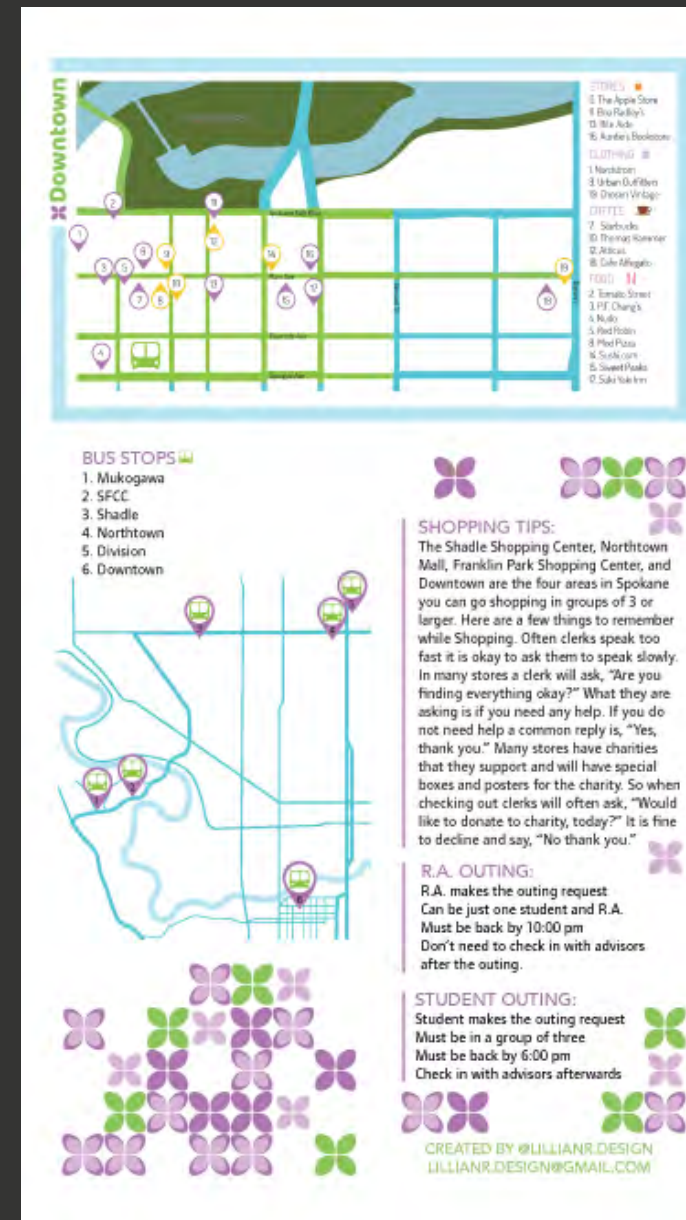 Downtown
STORES
6. The Apple Store
11. Boo Radley's
13. Rite Aide
16. Auntie's Bookstore
CLOTHING
1. Nordstrom
9. Urban Outfitters
19. Chosen Vintage
COFFEE
7. Starbucks
10. Thomas Hammer
12. Atticus
18. Cafe Affogato
FOOD
2. Tomato Street
3. P.F. Chang's
4. Nudo
5. Red Robin
8. Mod Pizza
14. Sushi.com
15. Sweet Peaks
17. Suki Yaki Inn
Main Ave
BUS STOPS
1. Mukogawa
2. SFCC
3. Shadle
4. Northtown
5. Division
6. Downtown
SHOPPING TIPS:
The Shadle Shopping Center, Northtown
Mall, Franklin Park Shopping Center, and
Downtown are the four areas in Spokane
you can go shopping in groups of 3 or
larger. Here are a few things to remember
while Shopping. Often clerks speak too
fast it is okay to ask them to speak slowly.
In many stores a clerk will ask, “Are you
finding everything okay?” What they are
asking is if you need any help. If you do
not need help a common reply is, “Yes,
thank you.” Many stores have charities
that they support and will have special
boxes and posters for the charity. So when
checking out clerks will often ask, “Would
like to donate to charity, today?” It is fine
to decline and say, “No thank you.”
R.A. OUTING:
R.A. makes the outing request
Can be just one student and R.A.
Must be back by 10:00 pm
Don't need to check in with advisors
after the outing.
STUDENT OUTING:
Student makes the outing request
Must be in a group of three
Must be back by 6:00 pm
Check in with advisors afterwards
CREATED BY @LILLIANR.DESIGN
LILLIANR.DESIGN@GMAIL.COM